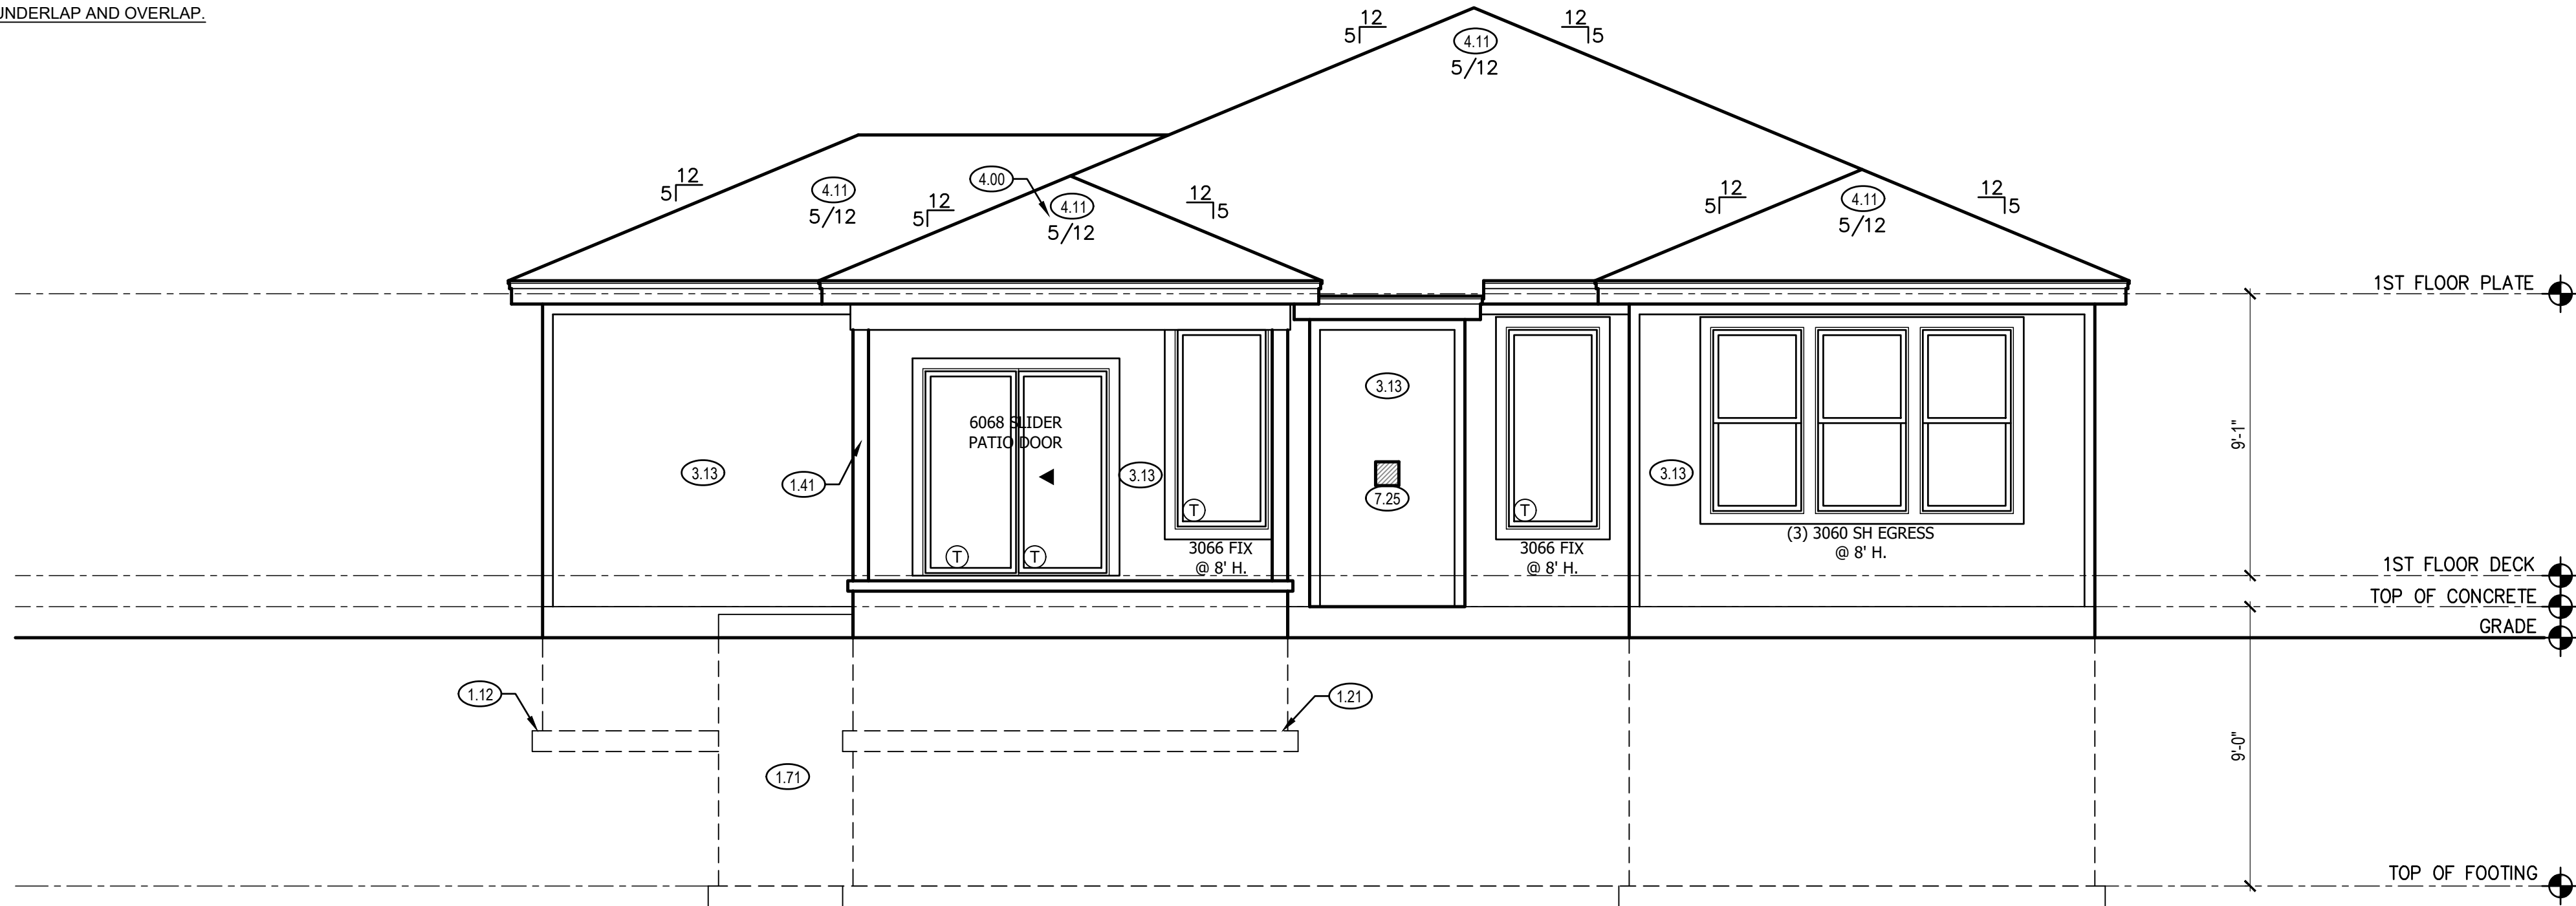 UNDERLAP AND OVERLAP.
12
5
12
5
4.11
5/12
12
5
4.11
5/12
4.00
12
5
4.11
5/12
12
5
12
5
4.11
5/12
12
5
1ST FLOOR PLATE
3.13
1.41
6068 SLIDER
PATIO DOOR
3.13
T
T
T
3066 FIX
@ 8' H.
3.13
7.25
T
3066 FIX
@ 8' H.
3.13
(3) 3060 SH EGRESS
@ 8' H.
9'-1"
1ST FLOOR DECK
TOP OF CONCRETE
GRADE
1.12
1.21
1.71
9'-0"
TOP OF FOOTING